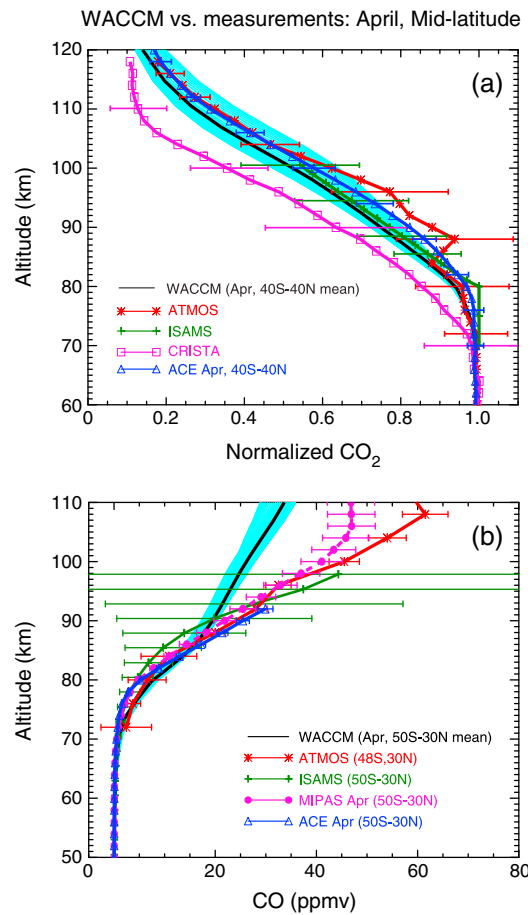 WACCM vs. measurements: April, Mid-latitude
120
110
100
90
80
70
60
Altitude (km)
(a)
WACCM (Apr, 40S-40N mean)
ATMOS
ISAMS
CRISTA
ACE Apr, 40S-40N
0
0.2
0.4
0.6
0.8
1.0
Normalized CO2
110
100
90
80
70
60
50
Altitude (km)
(b)
WACCM (Apr, 50S-30N mean)
ATMOS (48S,30N)
ISAMS (50S-30N)
MIPAS Apr (50S-30N)
ACE Apr (50S-30N)
0
20
40
60
80
CO (ppmv)